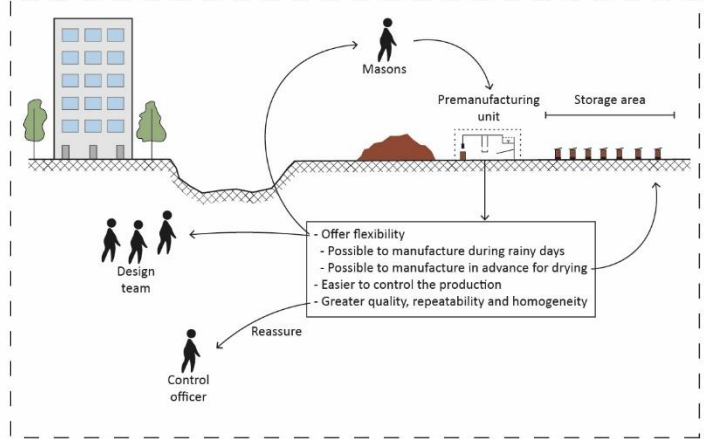 Masons
Premanufacturing
unit
Storage area
- Offer flexibility
- Possible to manufacture during rainy days
- Possible to manufacture in advance for drying
- Easier to control the production
- Greater quality, repeatability and homogeneity
Design
team
Reassure
Control
officer